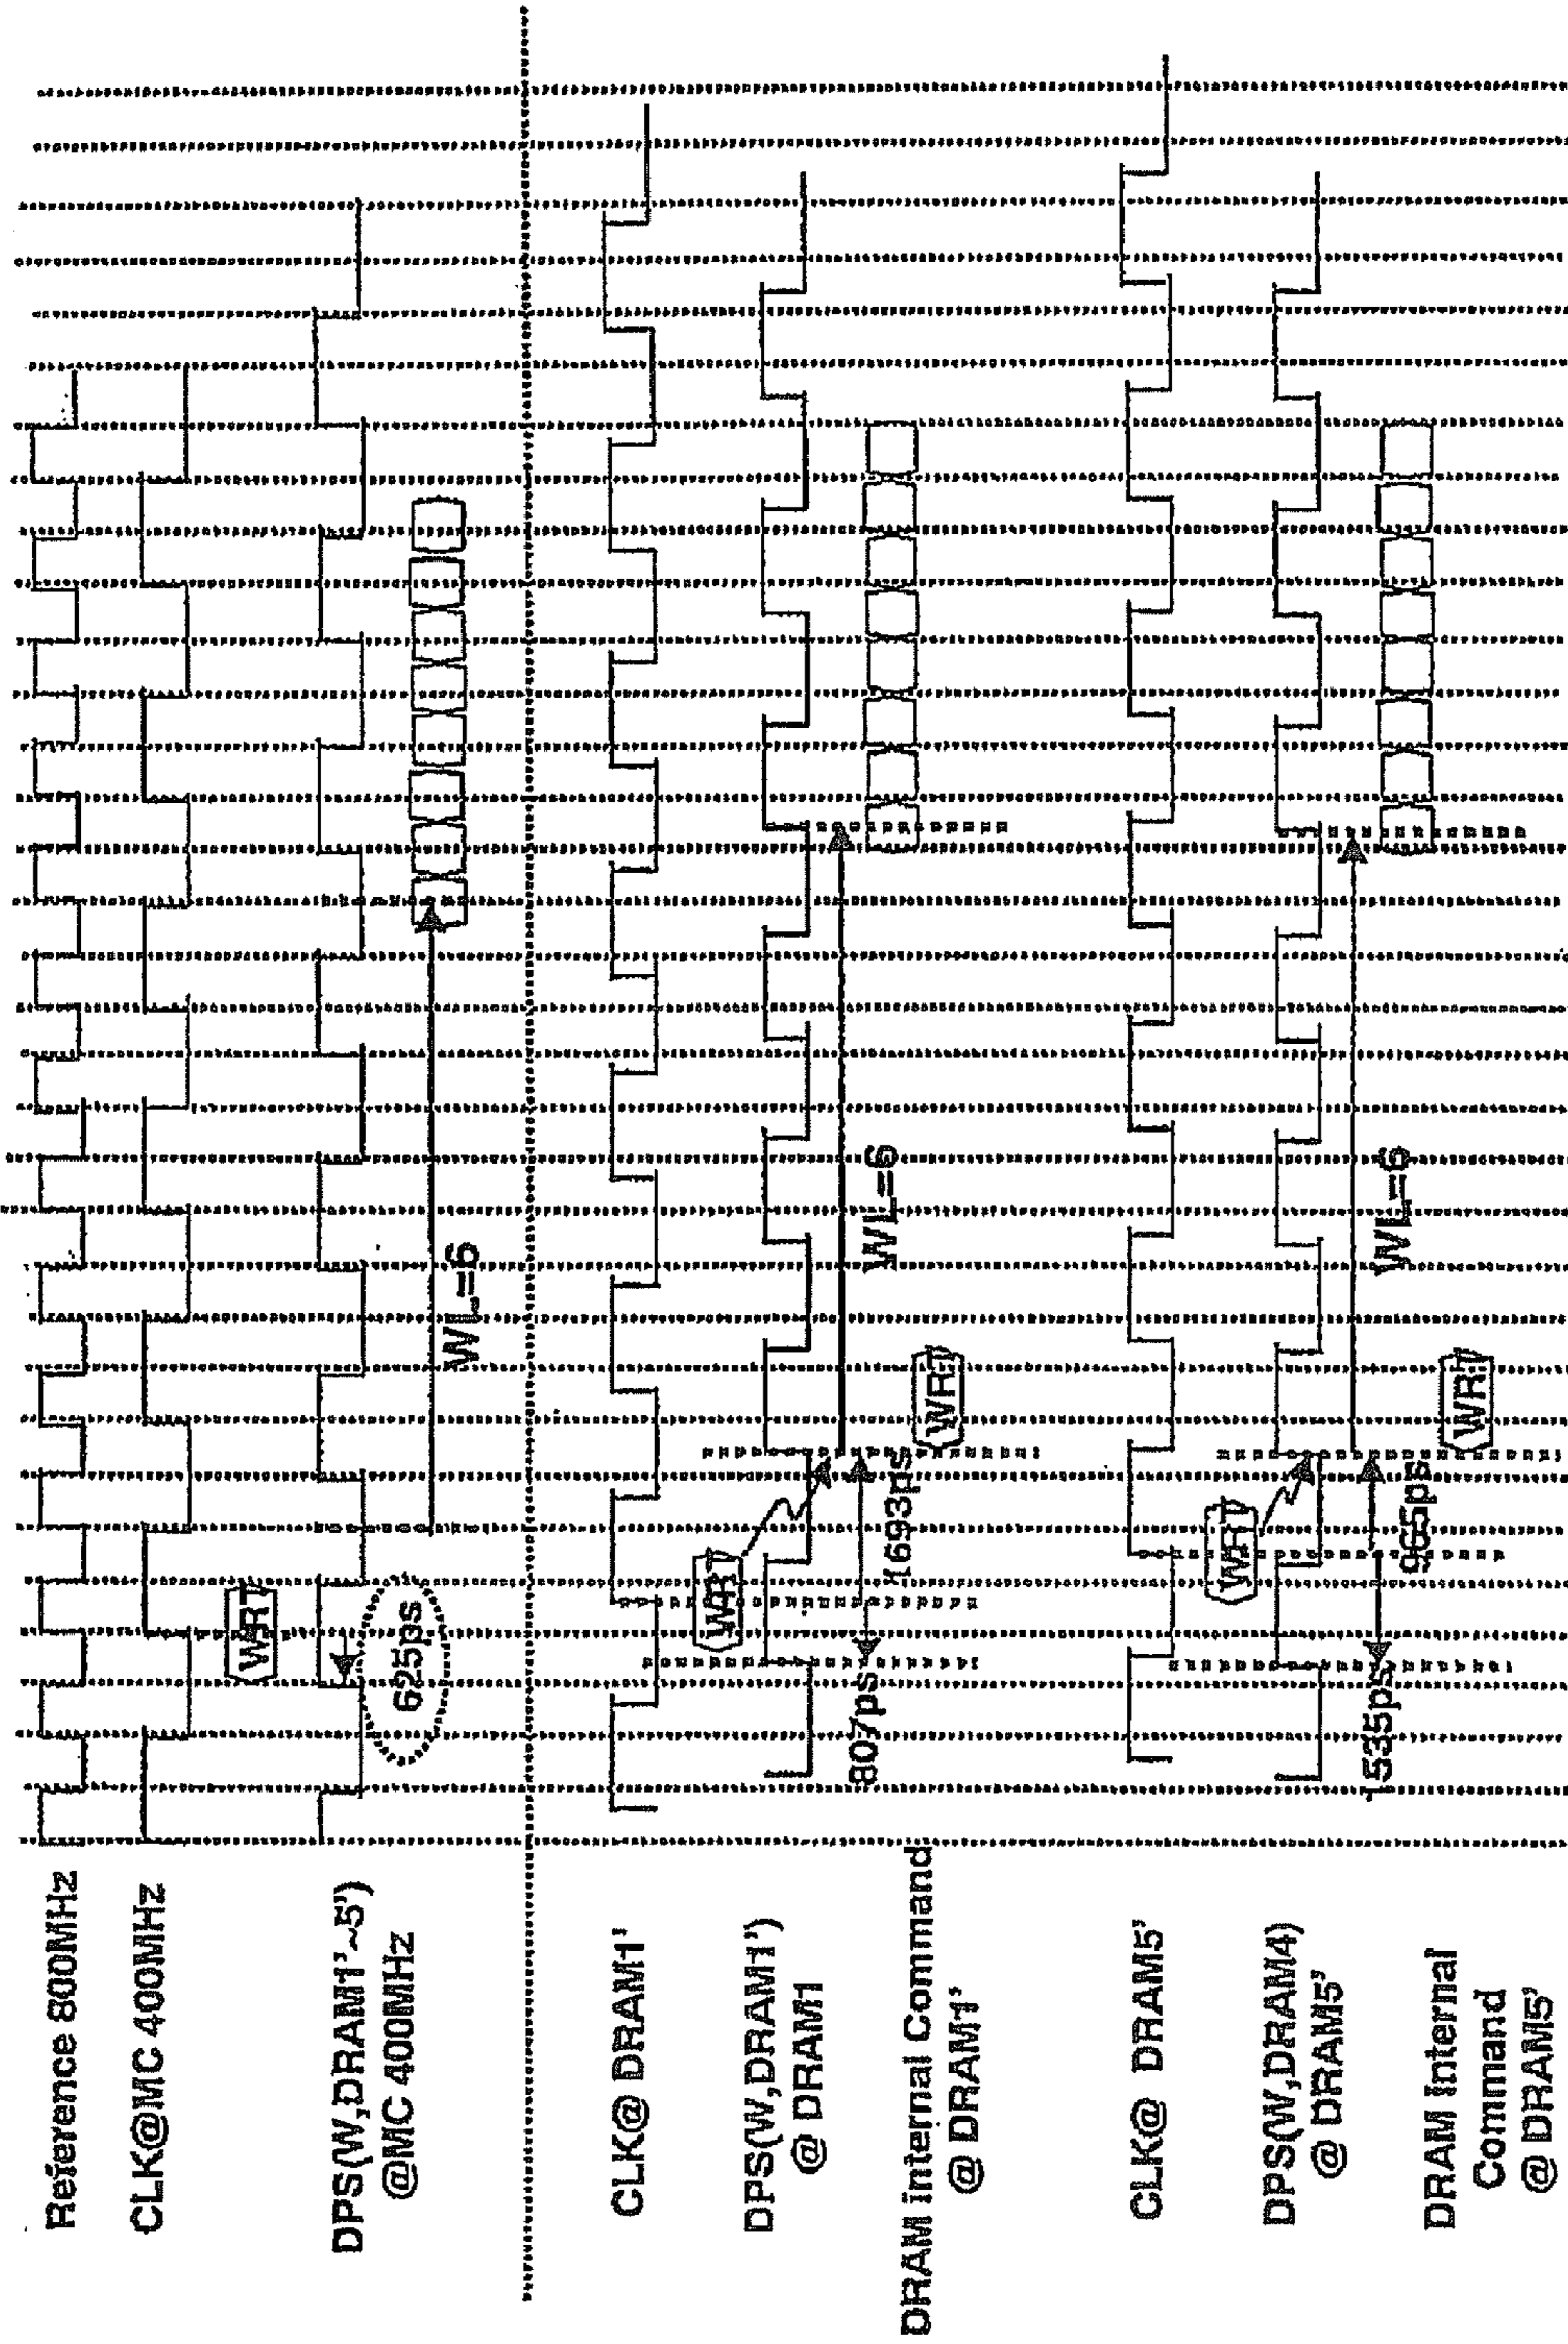 Reference 800MHz
CLK@MC 400MHz
WRT
DPS(W,DRAM1'~5')
@MC 400MHz
625ps
WL=6
CLK@ DRAM1'
WRT
DPS(W,DRAM1')
@ DRAM1
807ps
1693ps
WL=6
DRAM internal Command
@ DRAM1'
WRT
CLK@ DRAM5'
WRT
DPS(W,DRAM4)
@ DRAM5'
1535ps
965ps
WL=6
DRAM Internal
Command
@ DRAM5'
WRT